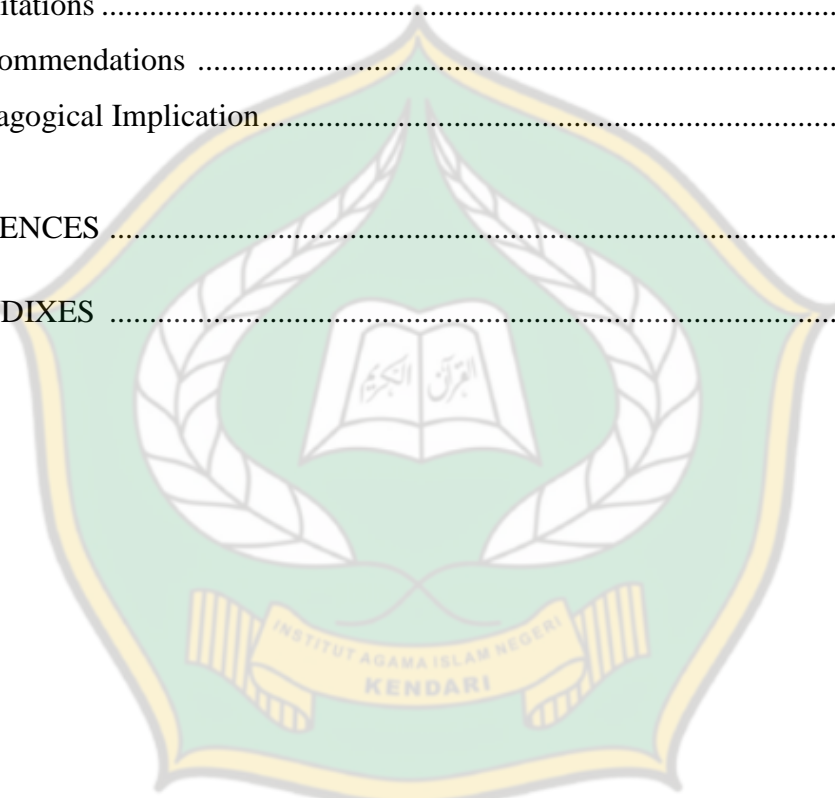 itations ..........................................................................................
ommendations ................................................................................
agogical Implication.........................................................................
ENCES ...........................................................................................
DIXES ...........................................................................................
القرآن الكريم
INSTITUT AGAMA ISLAM NEGERI
KENDARI